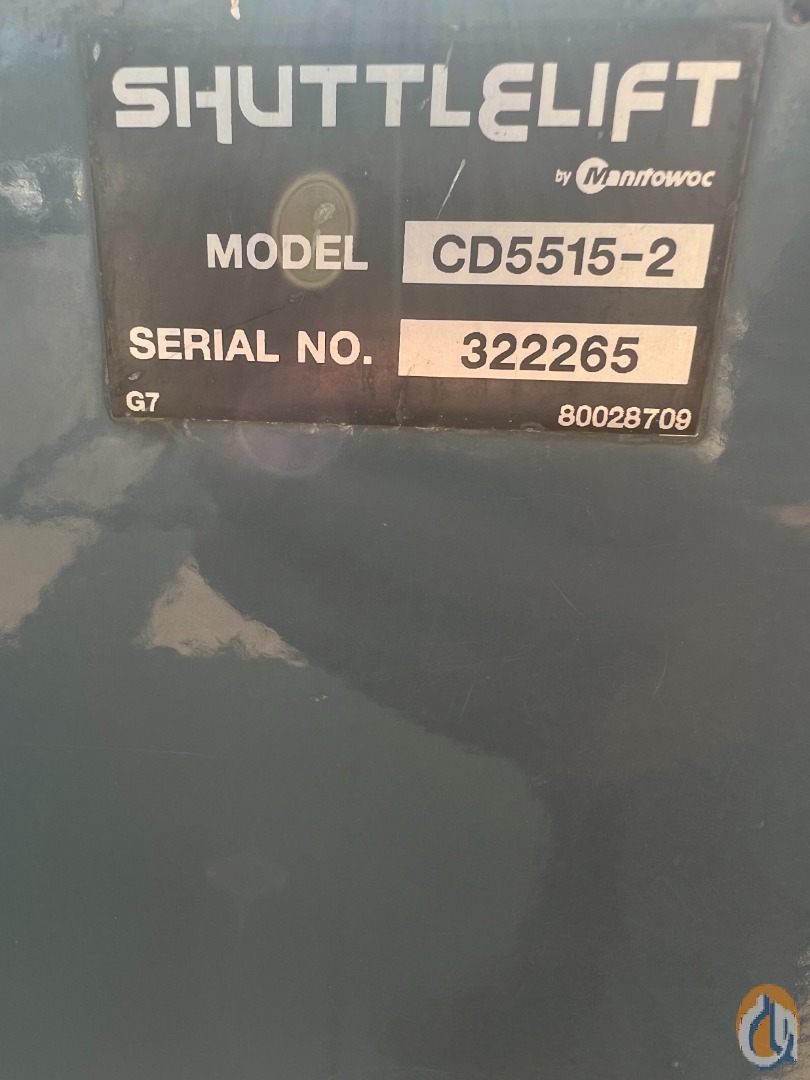 SHUTTLELIFT
by Manitowoc
MODEL CD5515-2
SERIAL NO. 322265
G7 80028709